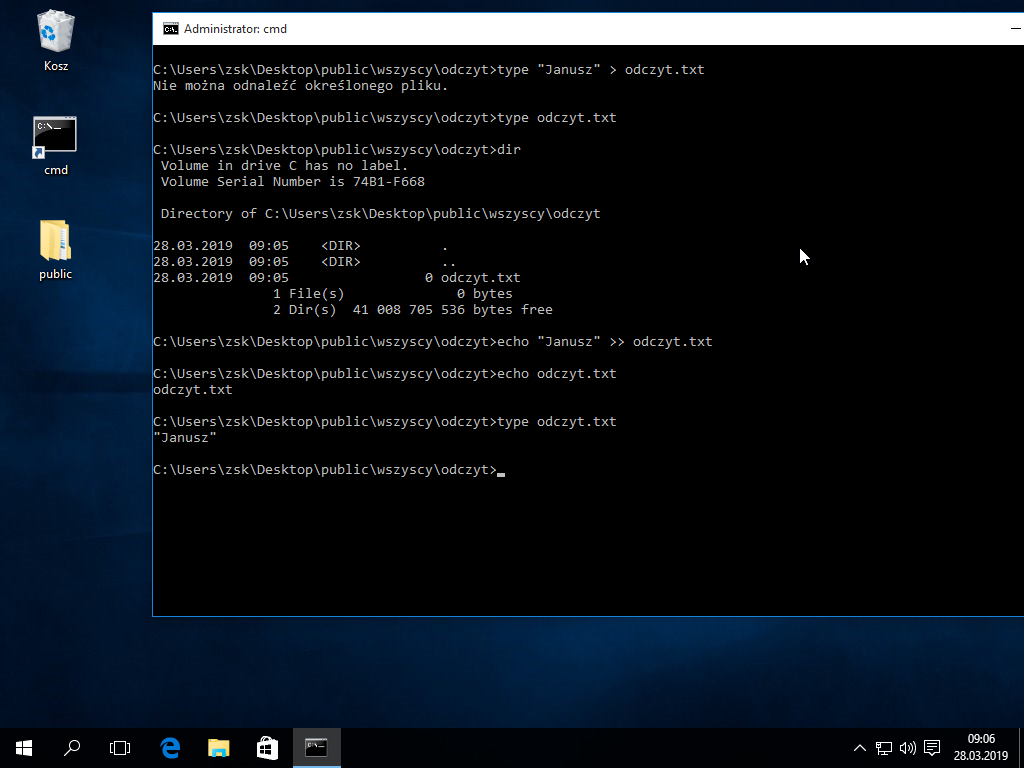 Kosz
cmd
public
Administrator: cmd
C:\Users\zsk\Desktop\public\wszyscy\odczyt>type "Janusz" > odczyt.txt
Nie można odnaleźć określonego pliku.
C:\Users\zsk\Desktop\public\wszyscy\odczyt>type odczyt.txt
C:\Users\zsk\Desktop\public\wszyscy\odczyt>dir
Volume in drive C has no label.
Volume Serial Number is 74B1-F668
Directory of C:\Users\zsk\Desktop\public\wszyscy\odczyt
28.03.2019  09:05    <DIR>          .
28.03.2019  09:05    <DIR>          ..
28.03.2019  09:05                 0 odczyt.txt
1 File(s)              0 bytes
2 Dir(s)  41 008 705 536 bytes free
C:\Users\zsk\Desktop\public\wszyscy\odczyt>echo "Janusz" >> odczyt.txt
C:\Users\zsk\Desktop\public\wszyscy\odczyt>echo odczyt.txt
odczyt.txt
C:\Users\zsk\Desktop\public\wszyscy\odczyt>type odczyt.txt
"Janusz"
C:\Users\zsk\Desktop\public\wszyscy\odczyt>
09:06
28.03.2019